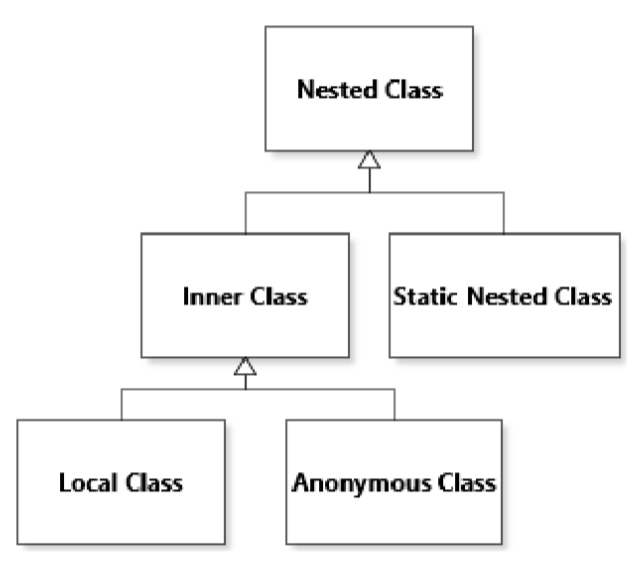 Nested Class
Inner Class
Static Nested Class
Local Class
Anonymous Class